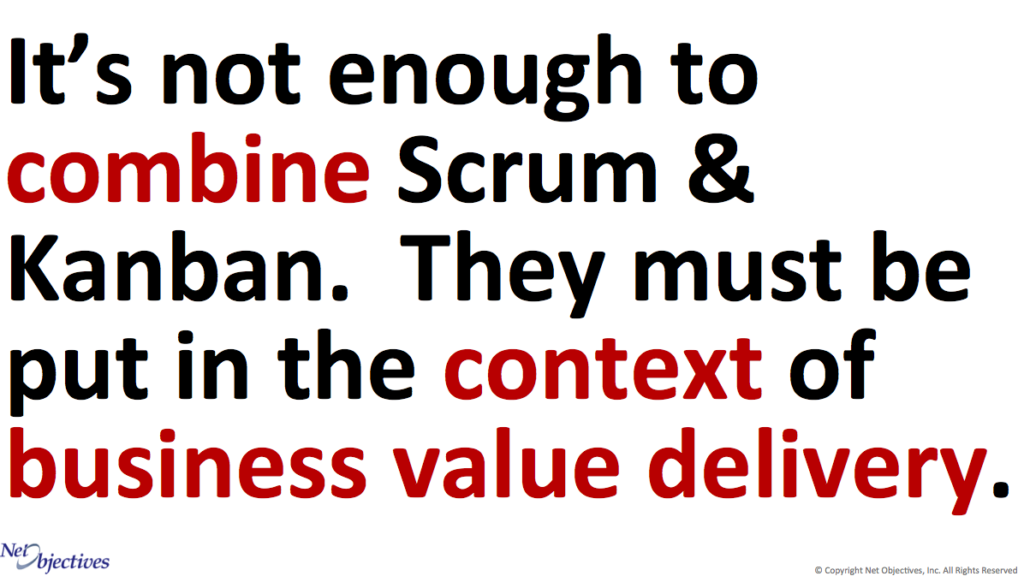 It’s not enough to
combine Scrum &
Kanban.  They must be
put in the context of
business value delivery.
Net Objectives
© Copyright Net Objectives, Inc. All Rights Reserved